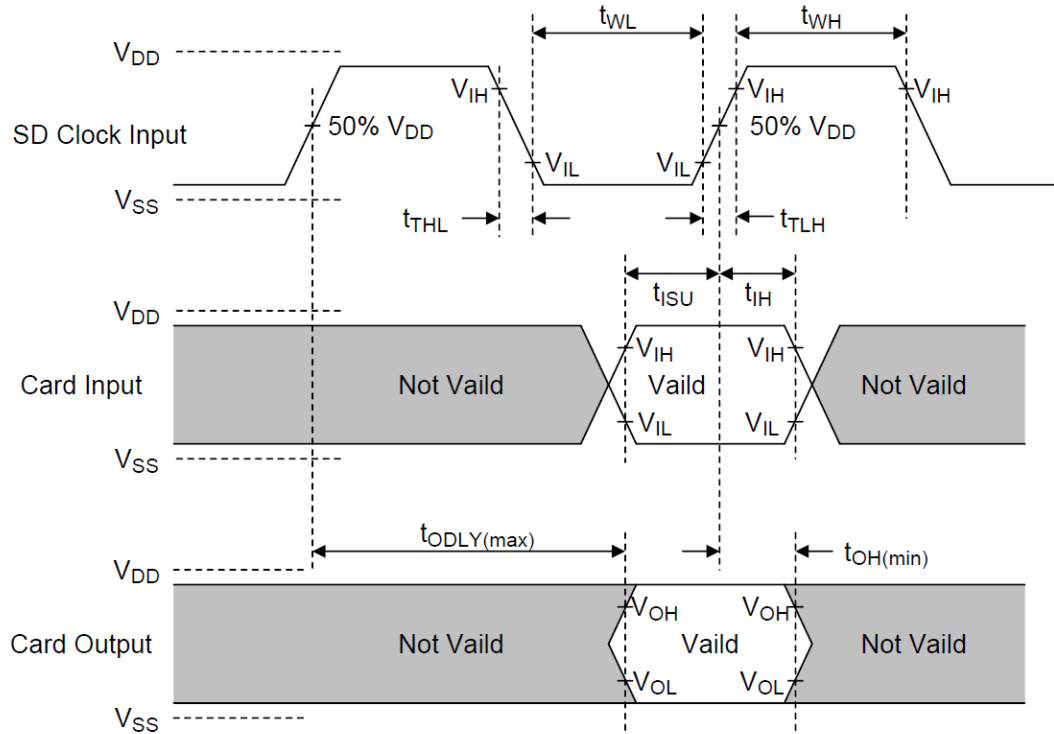 tWL
tWH
VDD
VIH
VIH
VIH
SD Clock Input
50% VDD
50% VDD
VIL
VIL
VSS
tTHL
tTLH
tISU
tIH
VDD
VIH
VIH
Card Input
Not Vaild
Vaild
Not Vaild
VIL
VIL
VSS
tODLY(max)
tOH(min)
VDD
VOH
VOH
Card Output
Not Vaild
Vaild
Not Vaild
VOL
VOL
VSS